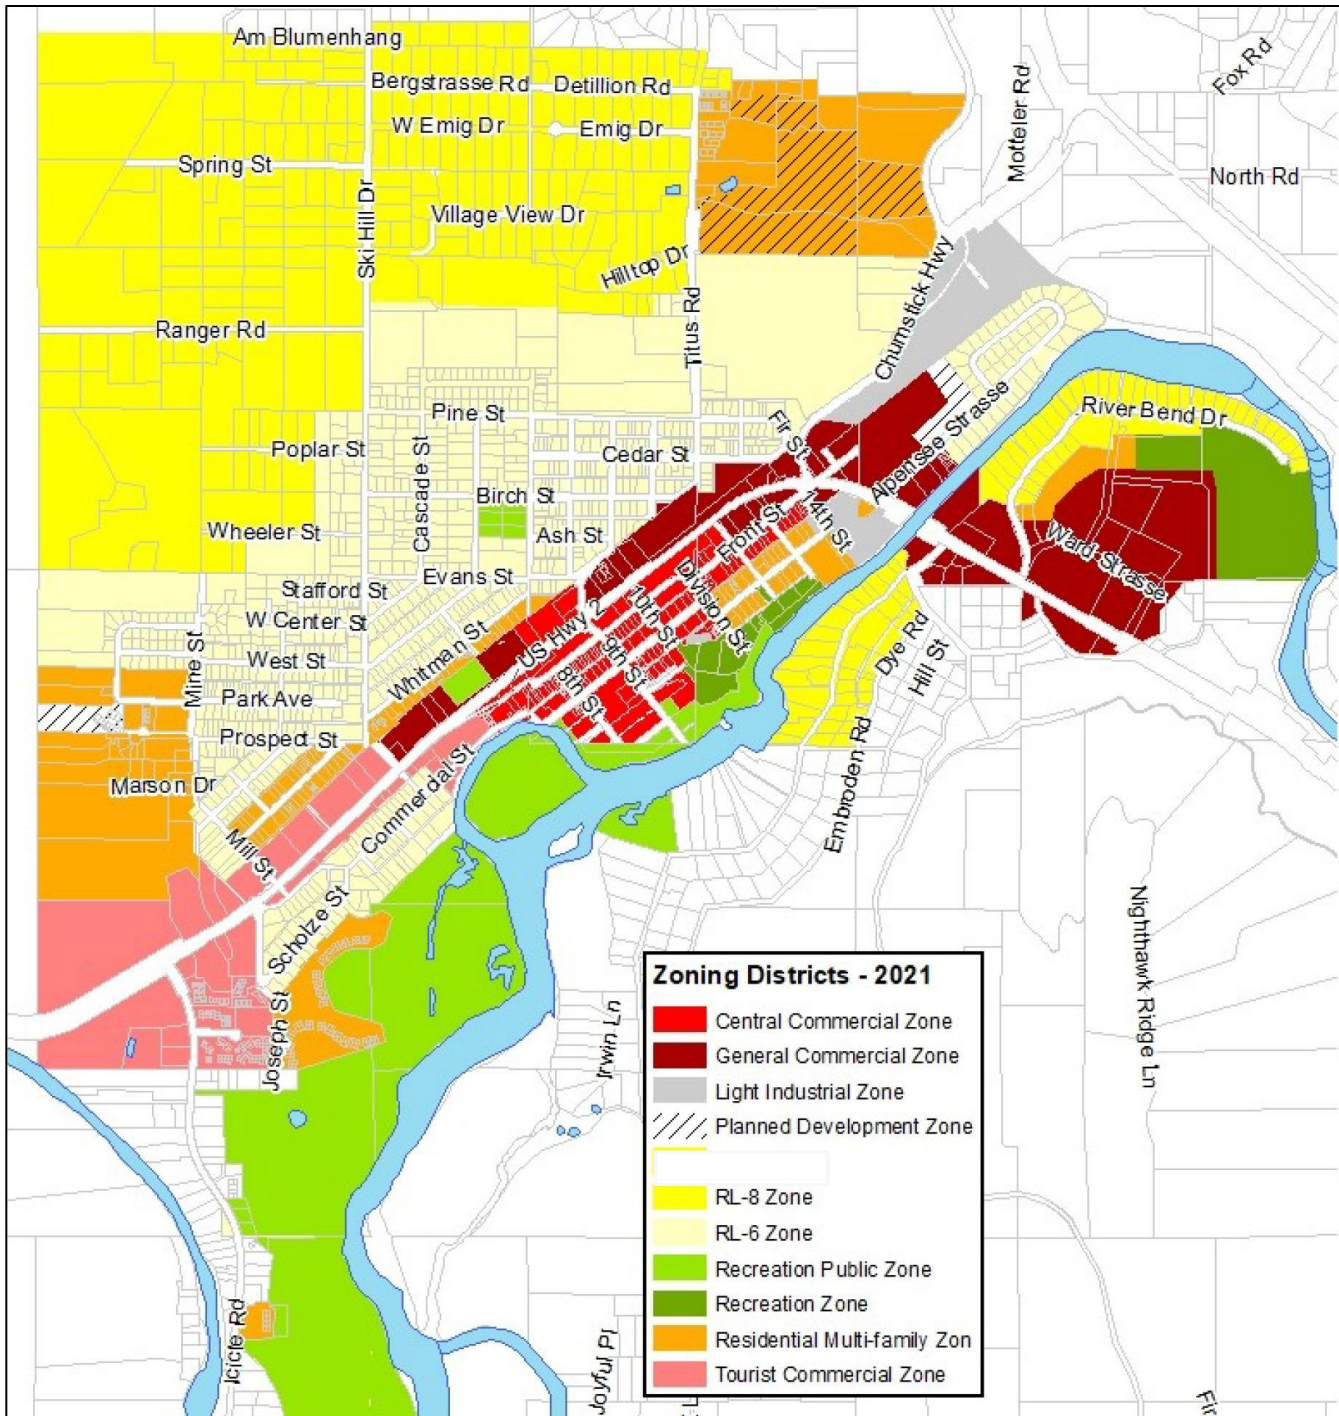 Am Blumenhang
Bergstrasse Rd
Detillion Rd
W Emig Dr
Emig Dr
Spring St
Village View Dr
Ski Hill Dr
Hilltop Dr
Titus Rd
Ranger Rd
Chumstick Hwy
Motteler Rd
Fox Rd
North Rd
Pine St
Poplar St
Cascade St
Cedar St
Fir St
Alpensee Strasse
River Bend Dr
Birch St
Wheeler St
Ash St
Front St
14th St
Ward Strasse
Stafford St
Evans St
W Center St
Division St
10th St
US Hwy 2
9th St
8th St
Mine St
West St
Whitman St
Park Ave
Prospect St
Dye Rd
Hill St
Embroden Rd
Marson Dr
Commercial St
Mill St
Scholze St
Joseph St
Nighthawk Ridge Ln
Irwin Ln
Icicle Rd
Joyful Pl
Fir
Zoning Districts - 2021
Central Commercial Zone
General Commercial Zone
Light Industrial Zone
Planned Development Zone
RL-8 Zone
RL-6 Zone
Recreation Public Zone
Recreation Zone
Residential Multi-family Zon
Tourist Commercial Zone